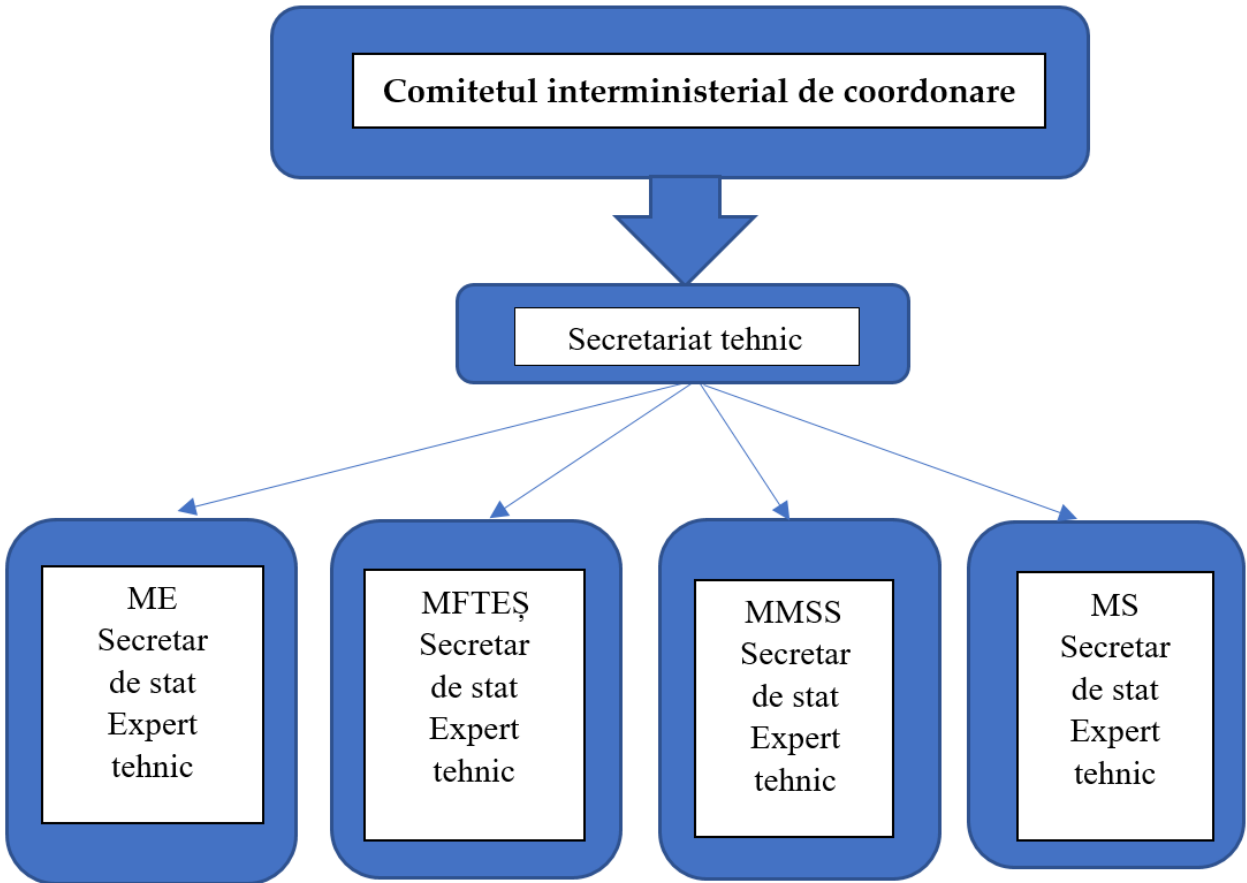 Comitetul interministerial de coordonare
Secretariat tehnic
ME
Secretar
de stat
Expert
tehnic
MFTEȘ
Secretar
de stat
Expert
tehnic
MMSS
Secretar
de stat
Expert
tehnic
MS
Secretar
de stat
Expert
tehnic